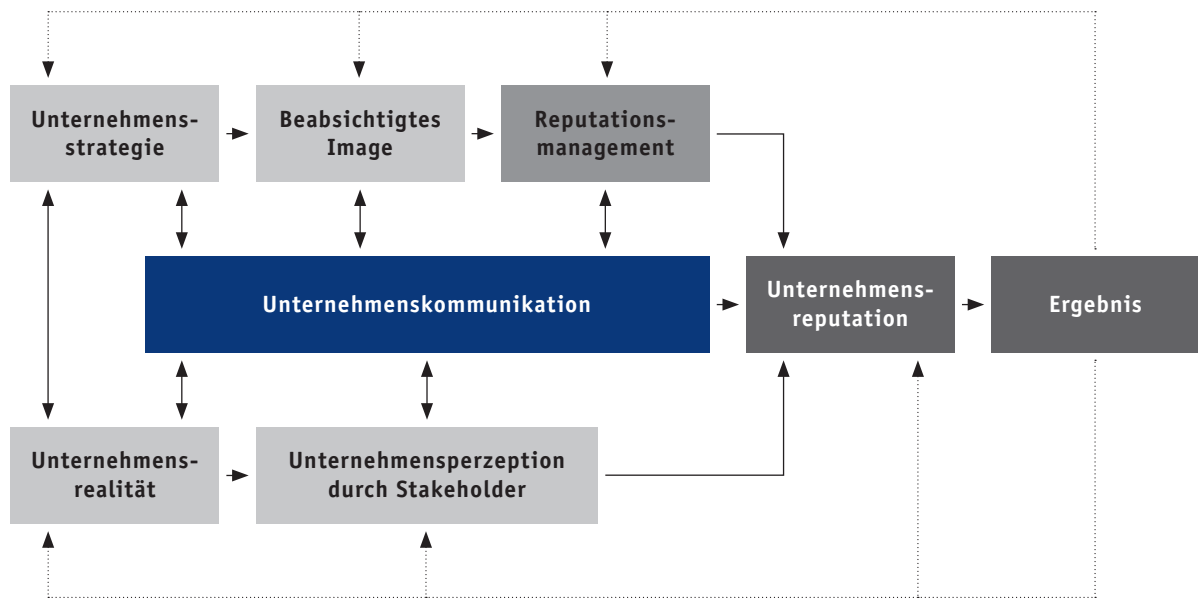 Unternehmens-
strategie
Beabsichtigtes
Image
Reputations-
management
Unternehmenskommunikation
Unternehmens-
reputation
Ergebnis
Unternehmens-
realität
Unternehmensperzeption
durch Stakeholder